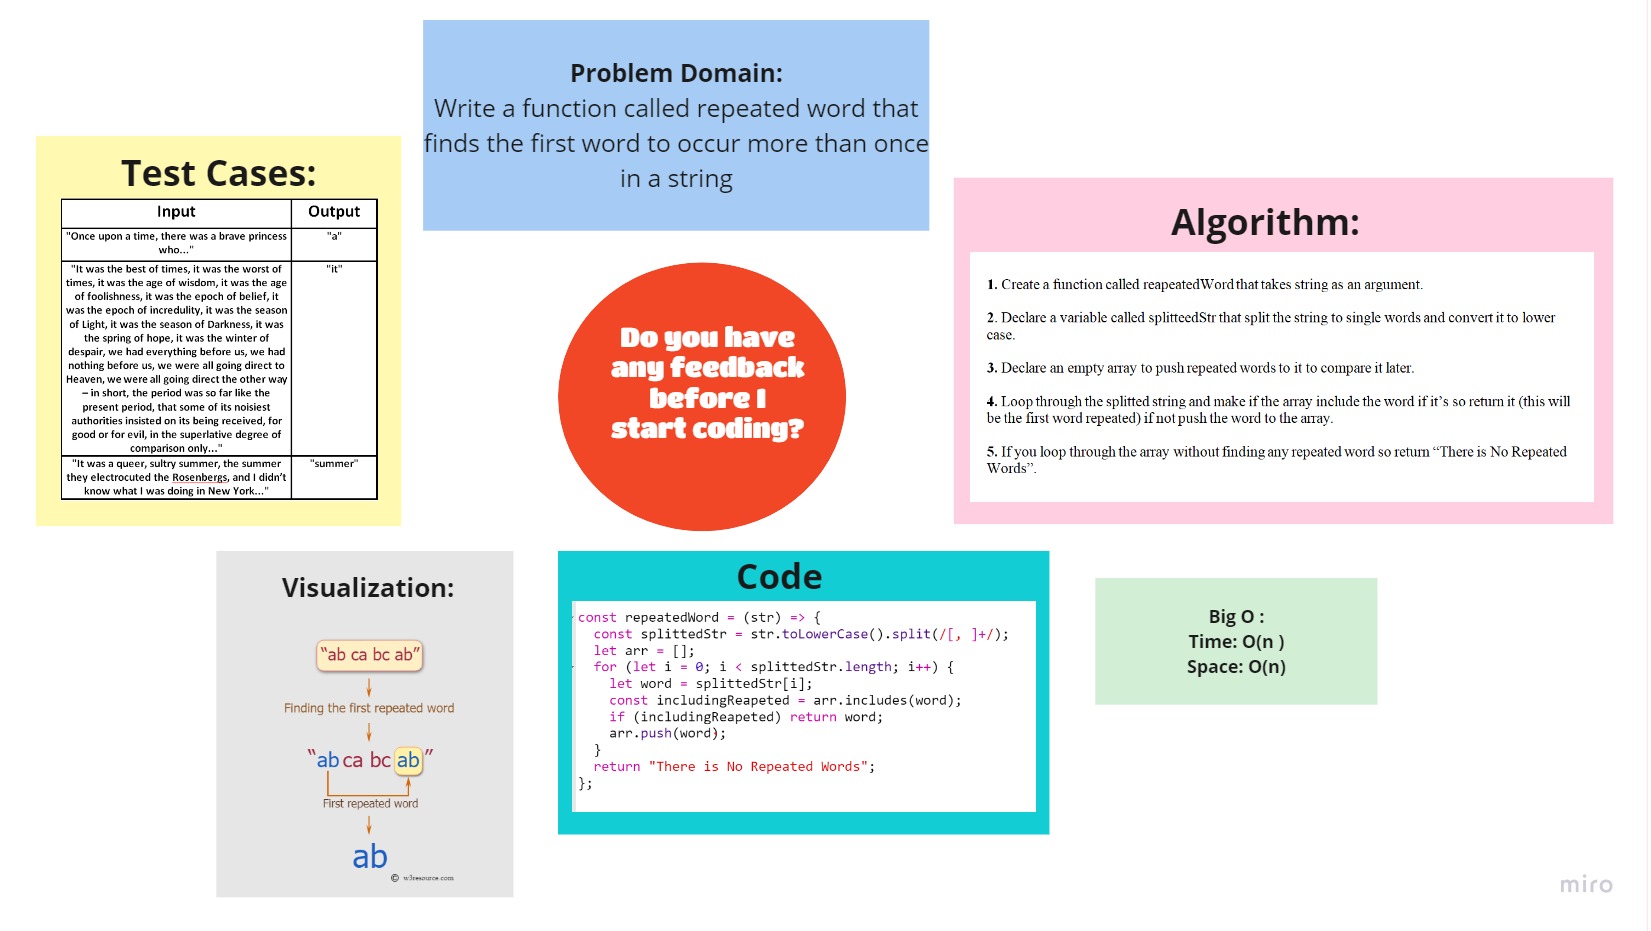 Problem Domain:
Write a function called repeated word that
finds the first word to occur more than once
in a string
Test Cases:
Input Output
"Once upon a time, there was a brave princess
who..."
"a"
"It was the best of times, it was the worst of
times, it was the age of wisdom, it was the age
of foolishness, it was the epoch of belief, it
was the epoch of incredulity, it was the season
of Light, it was the season of Darkness, it was
the spring of hope, it was the winter of
despair, we had everything before us, we had
nothing before us, we were all going direct to
Heaven, we were all going direct the other way
– in short, the period was so far like the
present period, that some of its noisiest
authorities insisted on its being received, for
good or for evil, in the superlative degree of
comparison only..."
"it"
"It was a queer, sultry summer, the summer
they electrocuted the Rosenbergs, and I didn't
know what I was doing in New York..."
"summer"
Do you have
any feedback
before I
start coding?
Algorithm:
1. Create a function called reapeatedWord that takes string as an argument.
2. Declare a variable called splitteedStr that split the string to single words and convert it to lower
case.
3. Declare an empty array to push repeated words to it to compare it later.
4. Loop through the splitted string and make if the array include the word if it's so return it (this will
be the first word repeated) if not push the word to the array.
5. If you loop through the array without finding any repeated word so return “There is No Repeated
Words”.
Visualization:
"ab ca bc ab"
Finding the first repeated word
"ab ca bc ab"
First repeated word
ab
© w3resource.com
Code
const repeatedWord = (str) => {
const splittedStr = str.toLowerCase().split(/[, ]+/);
let arr = [];
for (let i = 0; i < splittedStr.length; i++) {
let word = splittedStr[i];
const includingReapeted = arr.includes(word);
if (includingReapeted) return word;
arr.push(word);
}
return "There is No Repeated Words";
};
Big O :
Time: O(n )
Space: O(n)
miro